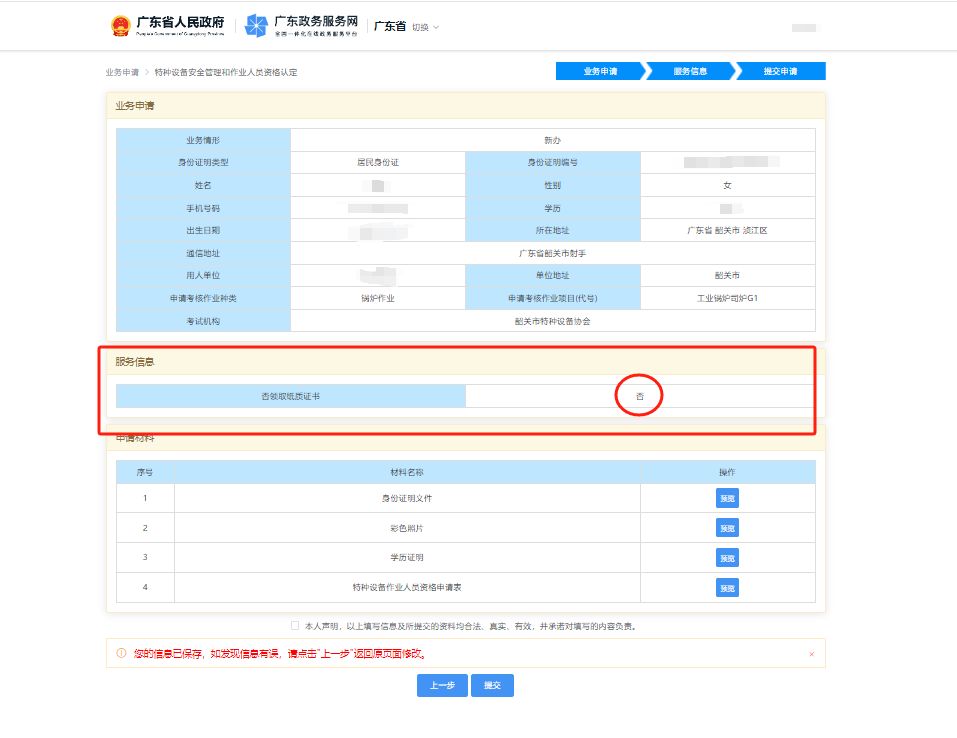 广东省人民政府 广东政务服务网 广东省 切换
People's Government of Guangdong Province 全国一体化在线政务服务平台
业务申请 > 特种设备安全管理和作业人员资格认定 业务申请 服务信息 提交申请
业务申请
业务情形 新办
身份证明类型 居民身份证 身份证明编号
姓名 性别 女
手机号码 学历
出生日期 所在地址 广东省 韶关市 浈江区
通信地址 广东省韶关市射手
用人单位 单位地址 韶关市
申请考核作业种类 锅炉作业 申请考核作业项目(代号) 工业锅炉司炉G1
考试机构 韶关市特种设备协会
服务信息
否领取纸质证书 否
申请材料
序号 材料名称 操作
1 身份证明文件 预览
2 彩色照片 预览
3 学历证明 预览
4 特种设备作业人员资格申请表 预览
本人声明，以上填写信息及所提交的资料均合法、真实、有效，并承诺对填写的内容负责。
您的信息已保存，如发现信息有误，请点击"上一步"返回原页面修改。 ×
上一步 提交